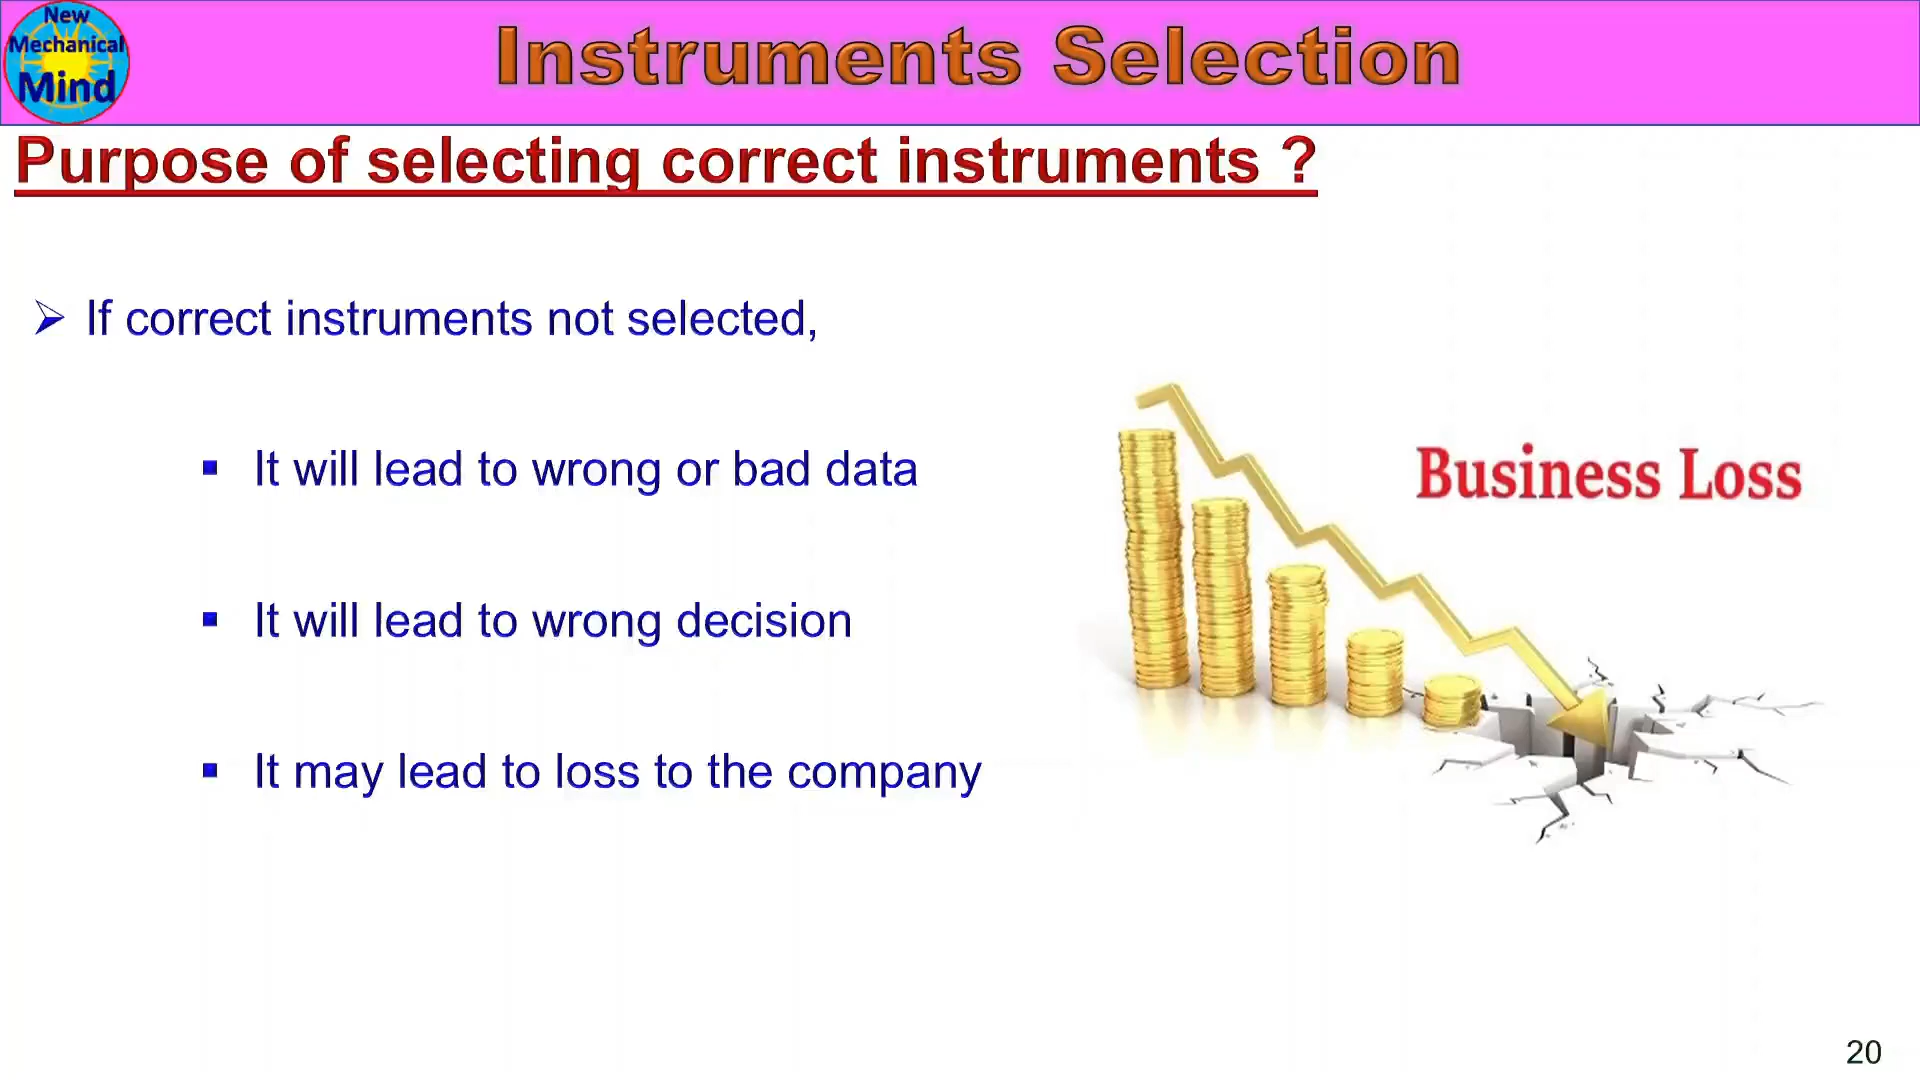 New
Mechanical
Mind
Instruments Selection
Purpose of selecting correct instruments ?
If correct instruments not selected,
It will lead to wrong or bad data
It will lead to wrong decision
It may lead to loss to the company
Business Loss
20